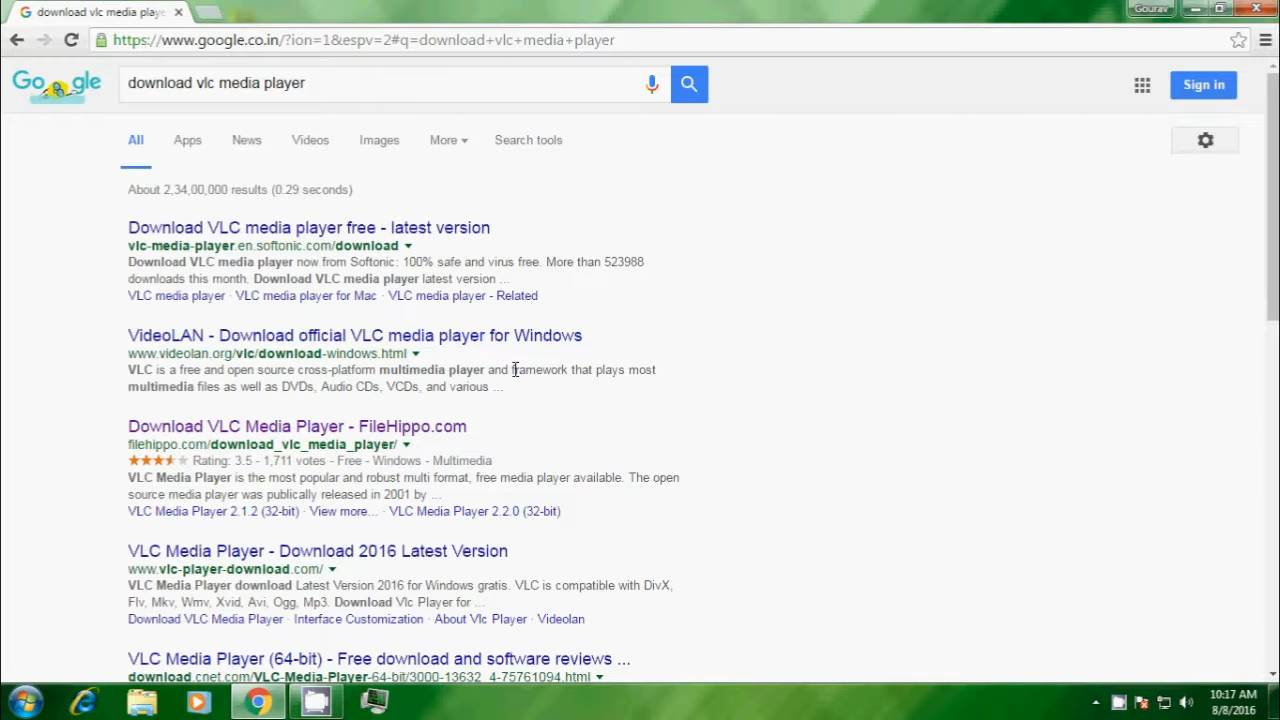 download vlc media playe
Gourav
https://www.google.co.in/?ion=1&espv=2#q=download+vlc+media+player
Google
download vlc media player
Sign in
All Apps News Videos Images More Search tools
About 2,34,00,000 results (0.29 seconds)
Download VLC media player free - latest version
vlc-media-player.en.softonic.com/download
Download VLC media player now from Softonic: 100% safe and virus free. More than 523988
downloads this month. Download VLC media player latest version ...
VLC media player · VLC media player for Mac · VLC media player - Related
VideoLAN - Download official VLC media player for Windows
www.videolan.org/vlc/download-windows.html
VLC is a free and open source cross-platform multimedia player and framework that plays most
multimedia files as well as DVDs, Audio CDs, VCDs, and various ...
Download VLC Media Player - FileHippo.com
filehippo.com/download_vlc_media_player/
Rating: 3.5 - 1,711 votes - Free - Windows - Multimedia
VLC Media Player is the most popular and robust multi format, free media player available. The open
source media player was publically released in 2001 by ...
VLC Media Player 2.1.2 (32-bit) · View more... · VLC Media Player 2.2.0 (32-bit)
VLC Media Player - Download 2016 Latest Version
www.vlc-player-download.com/
VLC Media Player download Latest Version 2016 for Windows gratis. VLC is compatible with DivX,
Flv, Mkv, Wmv, Xvid, Avi, Ogg, Mp3. Download Vlc Player for ...
Download VLC Media Player · Interface Customization · About Vlc Player · Videolan
VLC Media Player (64-bit) - Free download and software reviews ...
download.cnet.com/VLC-Media-Player-64-bit/3000-13632_4-75761094.html
10:17 AM
8/8/2016